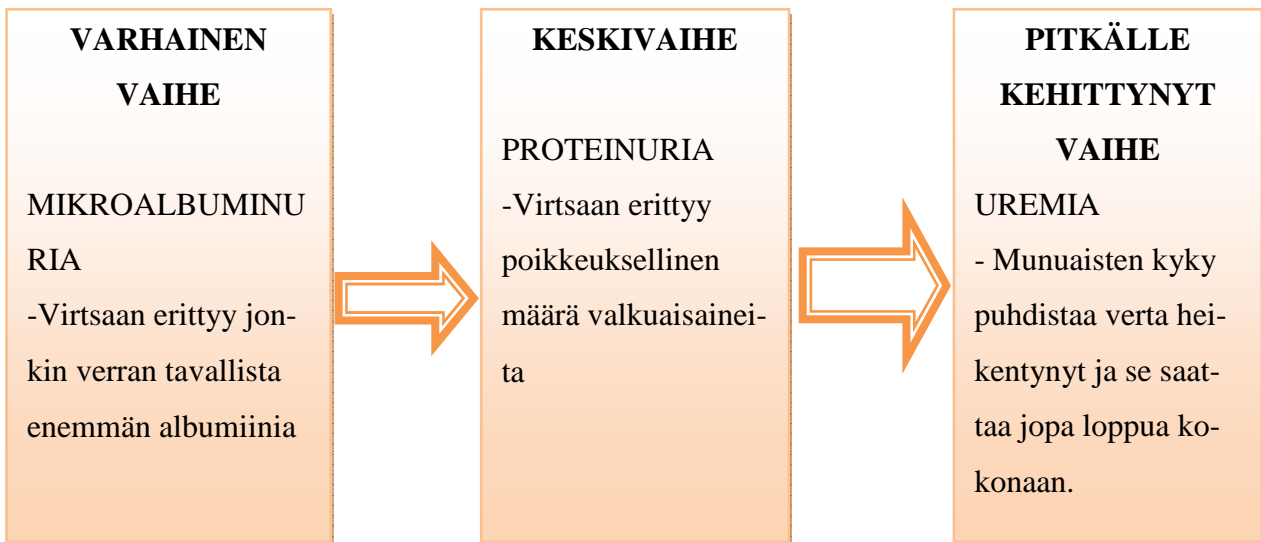 VARHAINEN
VAIHE
MIKROALBUMINU
RIA
-Virtsaan erittyy jon-
kin verran tavallista
enemmän albumiinia
KESKIVAIHE
PROTEINURIA
-Virtsaan erittyy
poikkeuksellinen
määrä valkuaisainei-
ta
PITKÄLLE
KEHITTYNYT
VAIHE
UREMIA
- Munuaisten kyky
puhdistaa verta hei-
kentynyt ja se saat-
taa jopa loppua ko-
konaan.